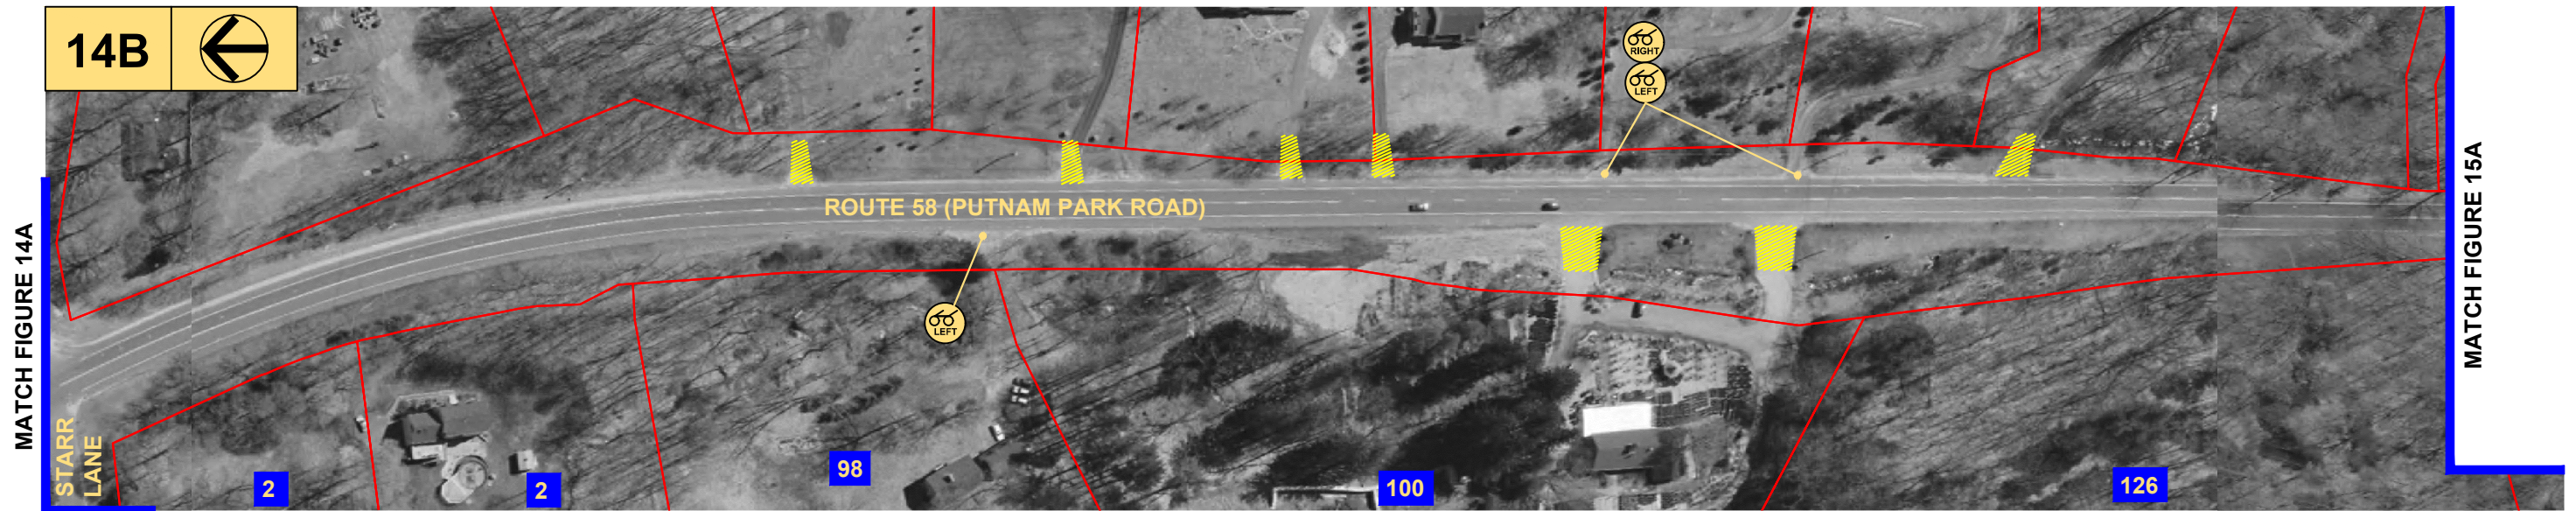 14B
RIGHT
LEFT
ROUTE 58 (PUTNAM PARK ROAD)
MATCH FIGURE 14A
MATCH FIGURE 15A
LEFT
STARR
LANE
2
2
98
100
126